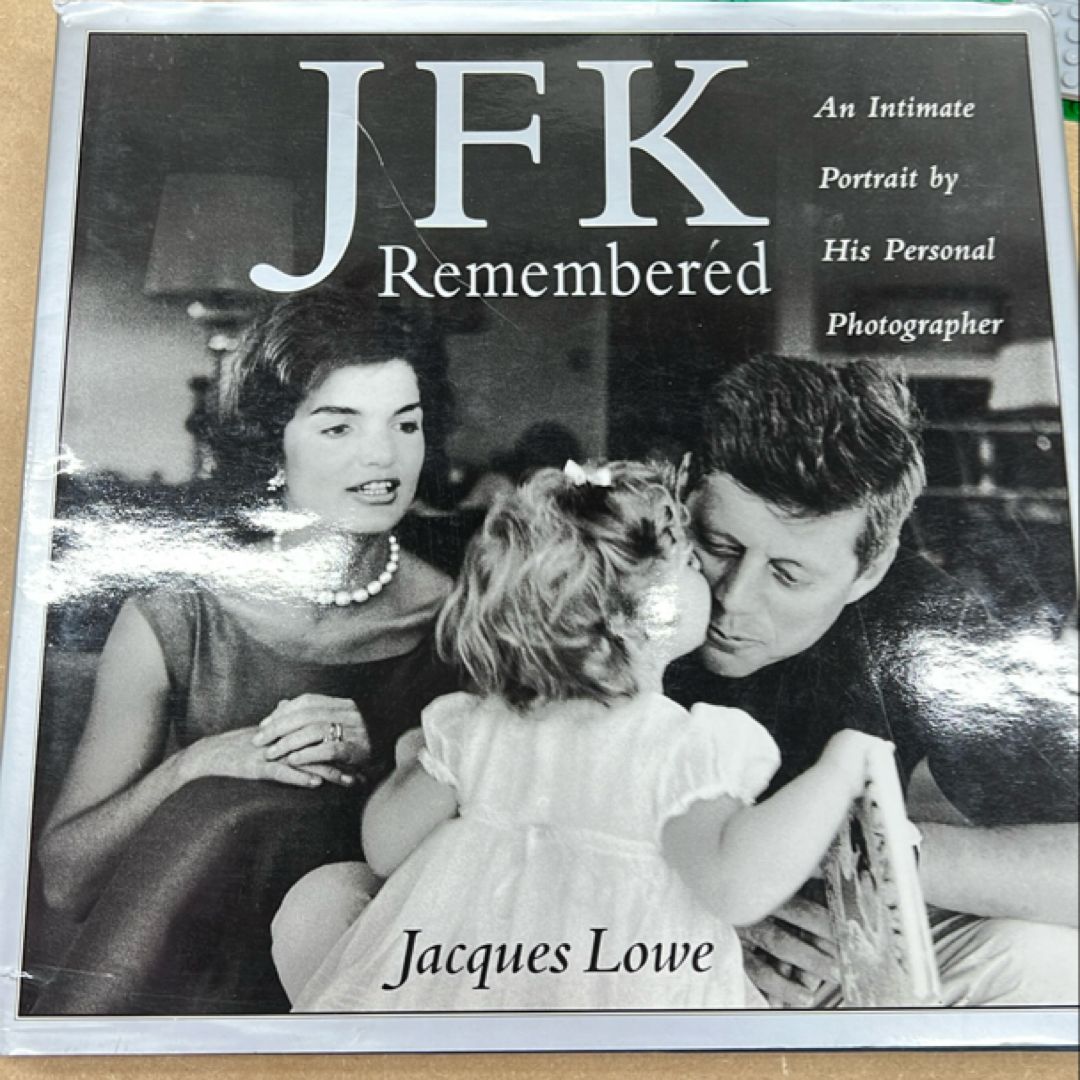 JFK
Remembered
An Intimate
Portrait by
His Personal
Photographer
Jacques Lowe